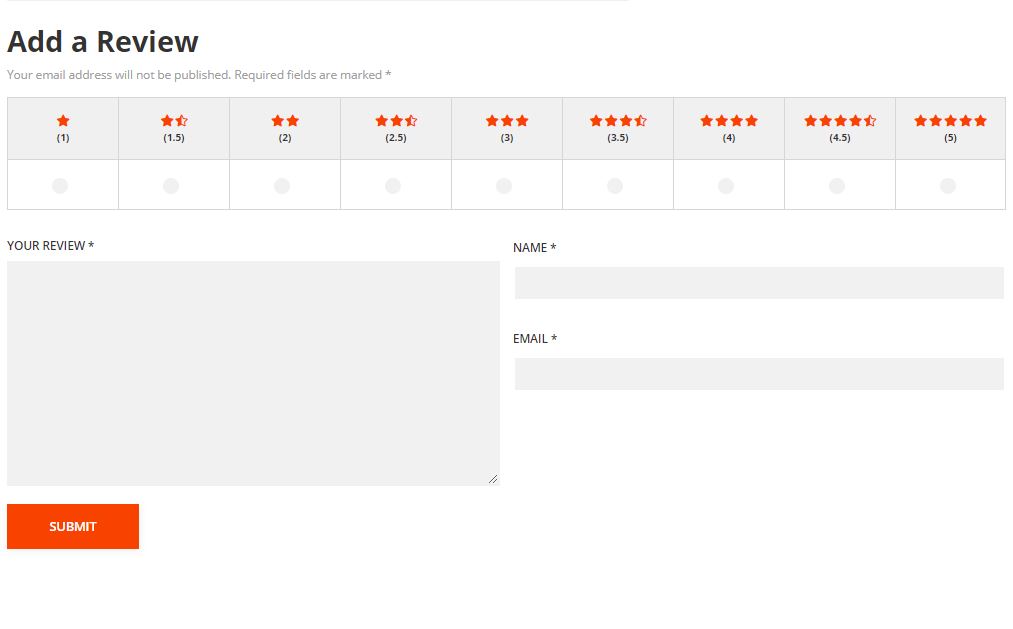 Add a Review
Your email address will not be published. Required fields are marked *
(1) (1.5) (2) (2.5) (3) (3.5) (4) (4.5) (5)
YOUR REVIEW *
NAME *
EMAIL *
SUBMIT